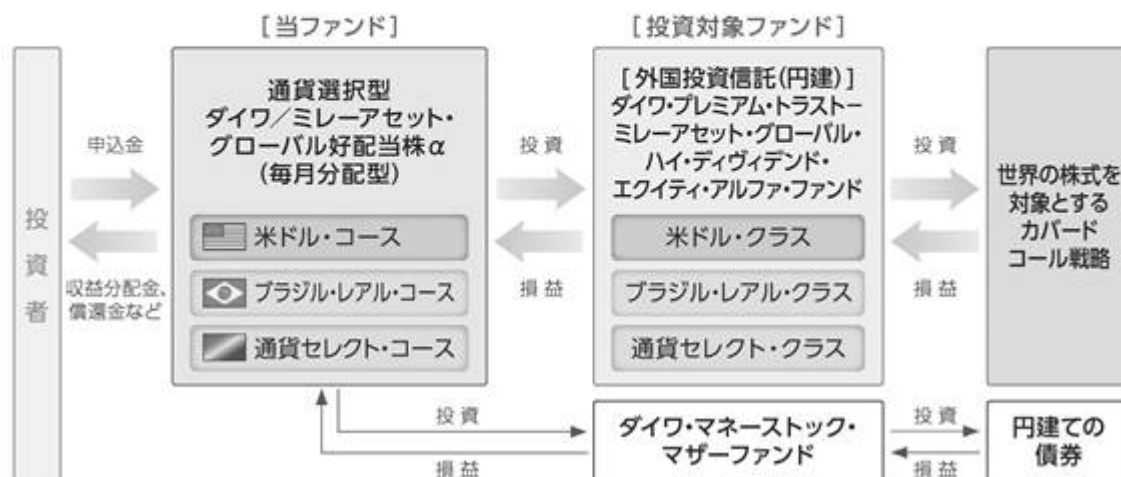 [当ファンド]
[投資対象ファンド]
投資者
申込金
収益分配金、
償還金など
通貨選択型
ダイワ／ミレーアセット・
グローバル好配当株α
(毎月分配型)
米ドル・コース
ブラジル・レアル・コース
通貨セレクト・コース
投資
損益
[外国投資信託(円建)]
ダイワ・プレミアム・トラスト－
ミレーアセット・グローバル・
ハイ・ディヴィデンド・
エクイティ・アルファ・ファンド
米ドル・クラス
ブラジル・レアル・クラス
通貨セレクト・クラス
投資
損益
世界の株式を
対象とする
カバード
コール戦略
投資
損益
ダイワ・マネーストック・
マザーファンド
投資
損益
円建ての
債券